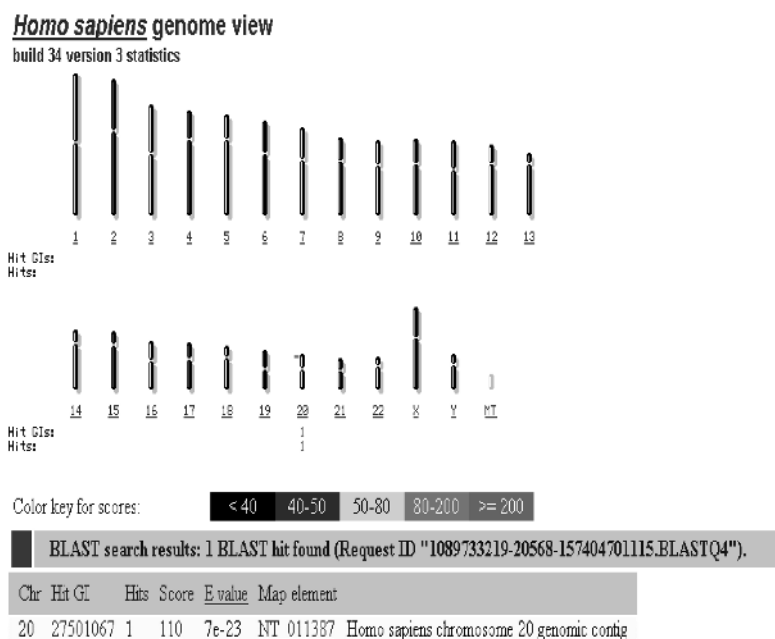 Homo sapiens genome view
build 34 version 3 statistics
1 2 3 4 5 6 7 8 9 10 11 12 13
Hit GIs:
Hits:
14 15 16 17 18 19 20 21 22 X Y MT
Hit GIs: 1
Hits: 1
Color key for scores: < 40 40-50 50-80 80-200 >= 200
BLAST search results: 1 BLAST hit found (Request ID "1089733219-20568-157404701115.BLASTQ4").
Chr Hit GI Hits Score E value Map element
20 27501067 1 110 7e-23 NT_011387 Homo sapiens chromosome 20 genomic contig